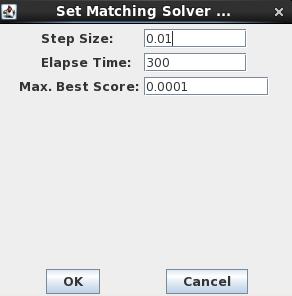 Set Matching Solver ...
Step Size: 0.01
Elapse Time: 300
Max. Best Score: 0.0001
OK Cancel